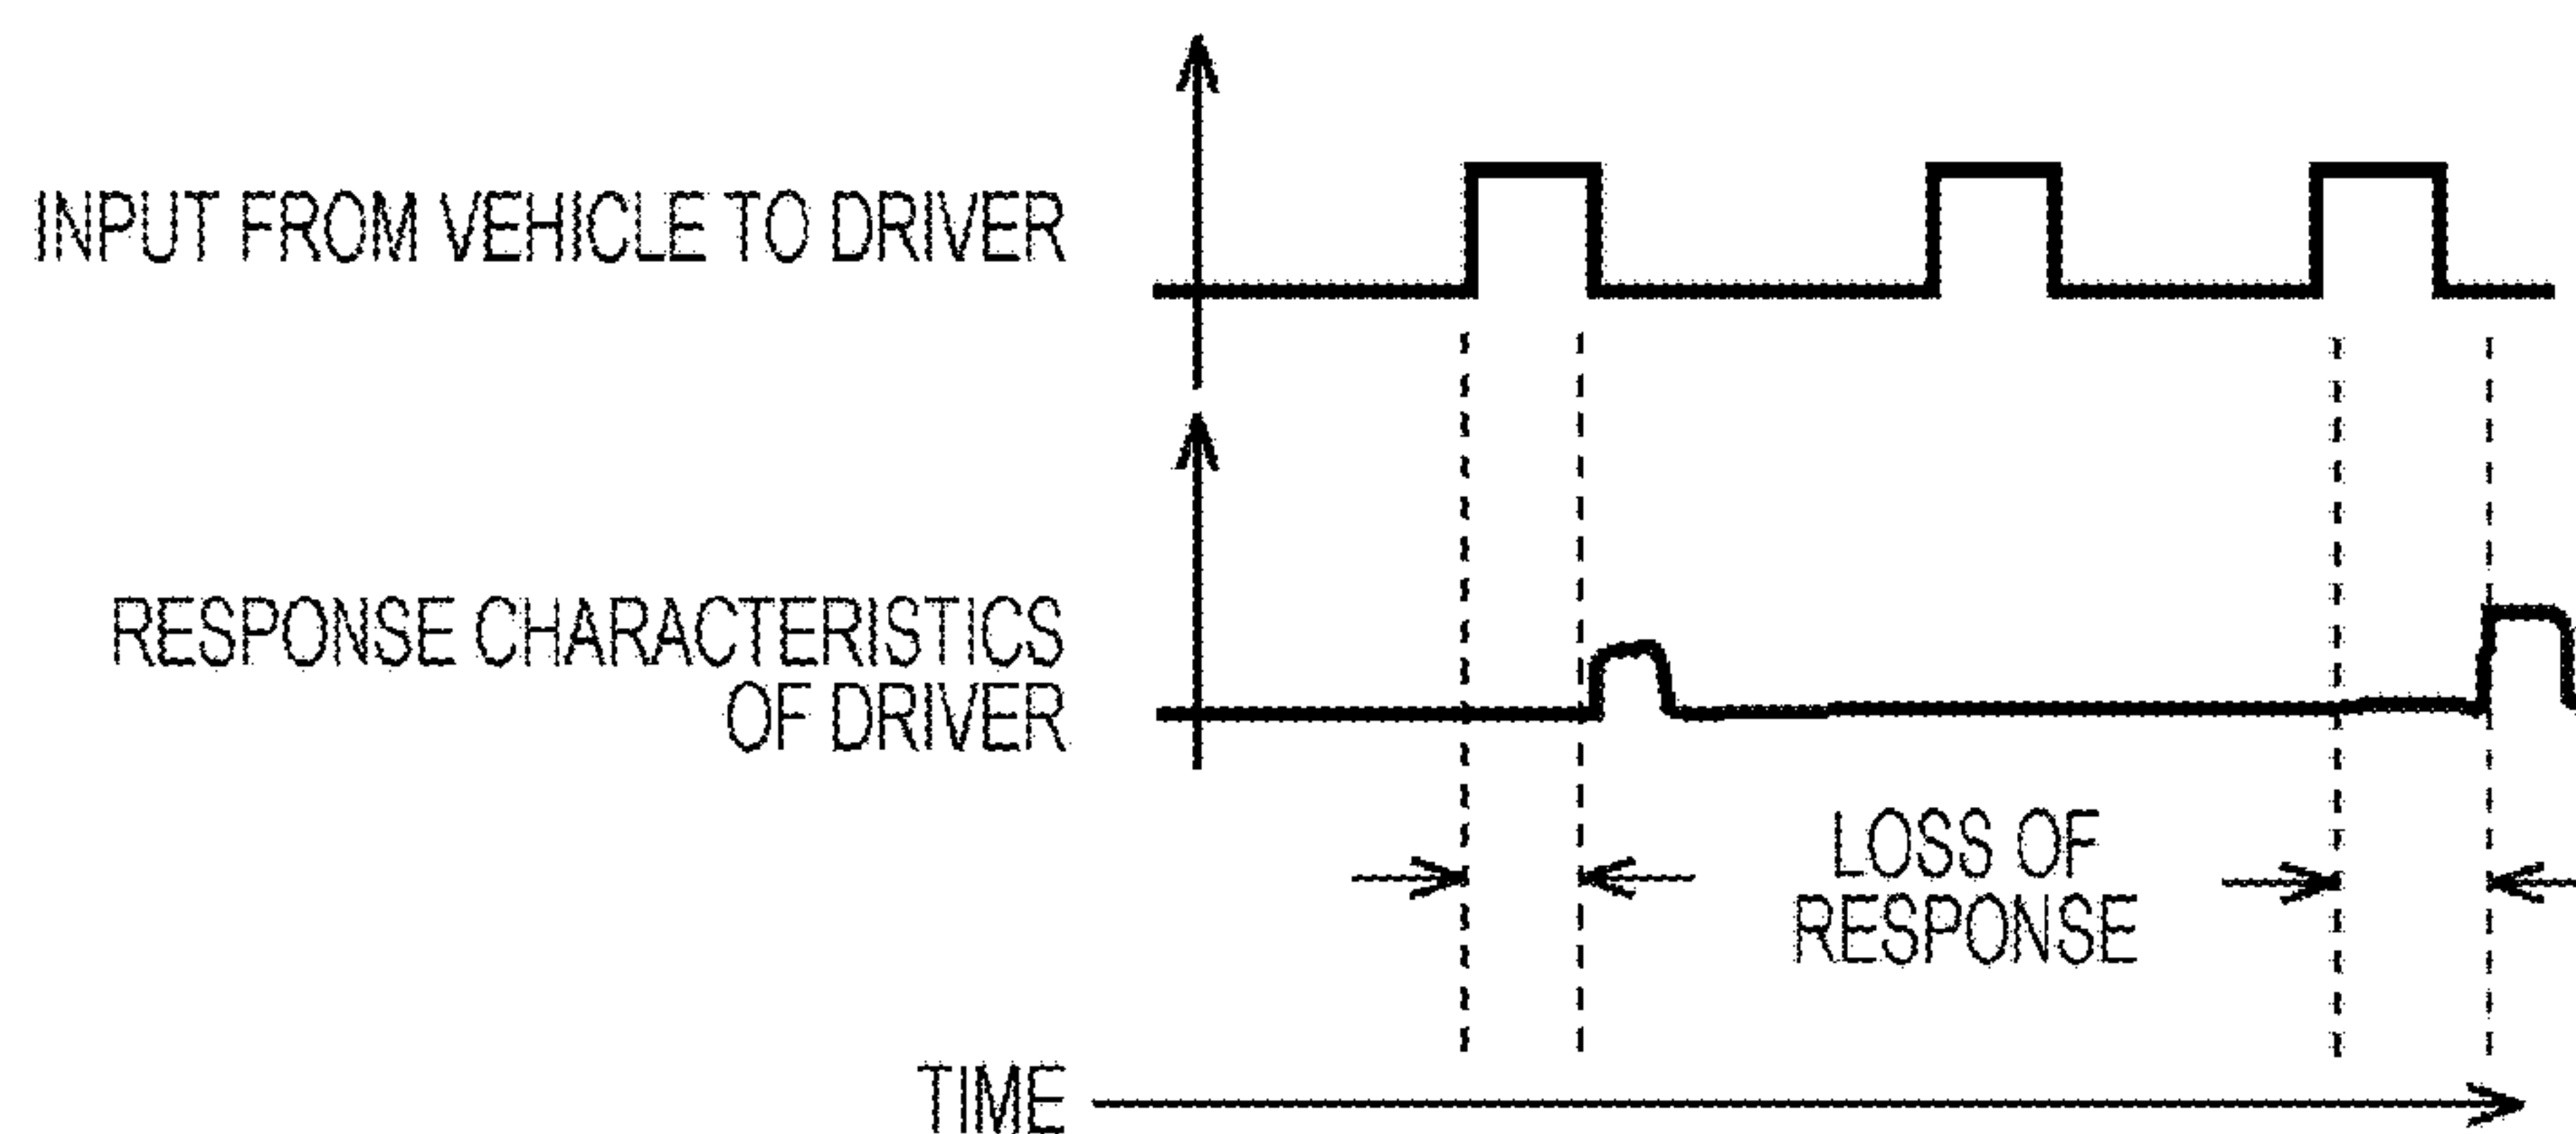 INPUT FROM VEHICLE TO DRIVER
RESPONSE CHARACTERISTICS
OF DRIVER
LOSS OF
RESPONSE
TIME